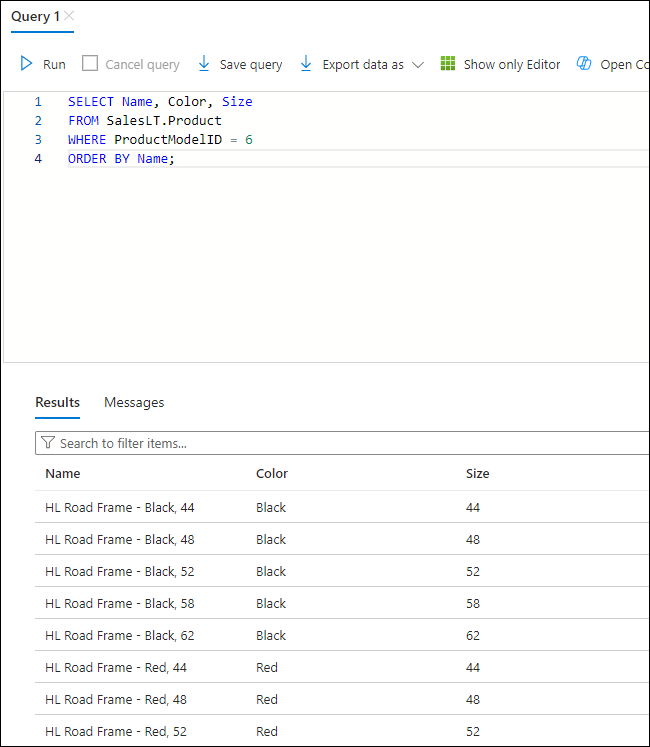 Query 1
Run Cancel query Save query Export data as Show only Editor Open Co
1 SELECT Name, Color, Size
2 FROM SalesLT.Product
3 WHERE ProductModelID = 6
4 ORDER BY Name;
Results Messages
Search to filter items...
Name Color Size
HL Road Frame - Black, 44 Black 44
HL Road Frame - Black, 48 Black 48
HL Road Frame - Black, 52 Black 52
HL Road Frame - Black, 58 Black 58
HL Road Frame - Black, 62 Black 62
HL Road Frame - Red, 44 Red 44
HL Road Frame - Red, 48 Red 48
HL Road Frame - Red, 52 Red 52